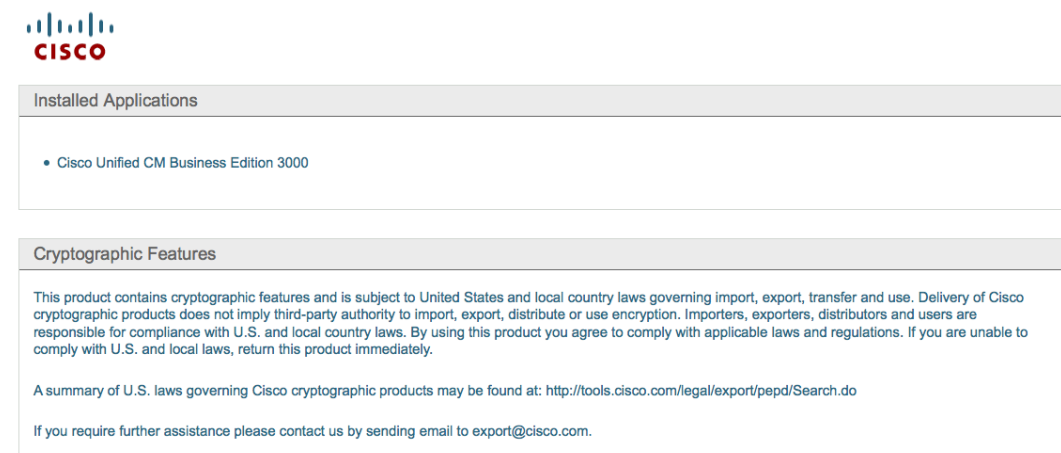 CISCO
Installed Applications
• Cisco Unified CM Business Edition 3000
Cryptographic Features
This product contains cryptographic features and is subject to United States and local country laws governing import, export, transfer and use. Delivery of Cisco
cryptographic products does not imply third-party authority to import, export, distribute or use encryption. Importers, exporters, distributors and users are
responsible for compliance with U.S. and local country laws. By using this product you agree to comply with applicable laws and regulations. If you are unable to
comply with U.S. and local laws, return this product immediately.
A summary of U.S. laws governing Cisco cryptographic products may be found at: http://tools.cisco.com/legal/export/pepd/Search.do
If you require further assistance please contact us by sending email to export@cisco.com.